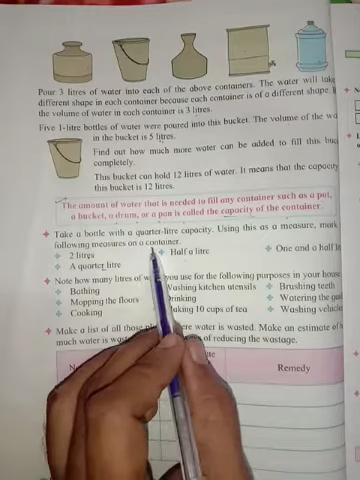 Pour 3 litres of water into each of the above containers. The water will take
different shape in each container because each container is of a different shape
the volume of water in each container is 3 litres.
Five 1-litre bottles of water were poured into this bucket. The volume of the
in the bucket is 5 litres.
Find out how much more water can be added to fill this
completely.
This bucket can hold 12 litres of water. It means that the capacity
this bucket is 12 litres.
The amount of water that is needed to fill any container such as a pot,
a bucket, a drum, or a pan is called the capacity of the container.
Take a bottle with a quarter-litre capacity. Using this as a measure, mark
following measures on a container.
2 litres Half a litre One and a half
A quarter litre
Note how many litres of you use for the following purposes in your house
Bathing Washing kitchen utensils Brushing teeth
Mopping the floors Drinking Watering the
Cooking Making 10 cups of tea Washing
Make a list of all those where water is wasted. Make an estimate of
much water is of reducing the wastage.
Remedy